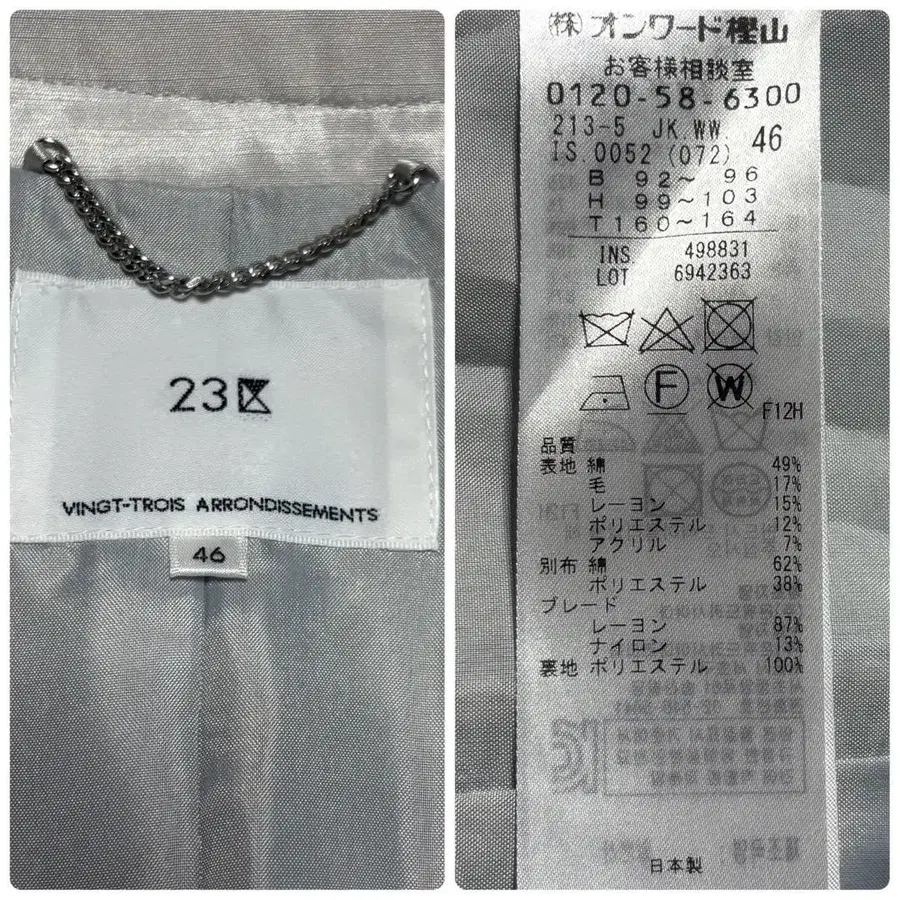 23区
VINGT-TROIS ARRONDISSEMENTS
46
(株) オンワード樫山
お客様相談室
0120-58-6300
213-5 JK.WW. 46
IS.0052 (072)
B 92～ 96
H 99～103
T 160～164
INS 498831
LOT 6942363
F W
F12H
品質
表地 綿 49%
毛 17%
レーヨン 15%
ポリエステル 12%
アクリル 7%
別布 綿 62%
ポリエステル 38%
ブレード
レーヨン 87%
ナイロン 13%
裏地 ポリエステル 100%
日本製